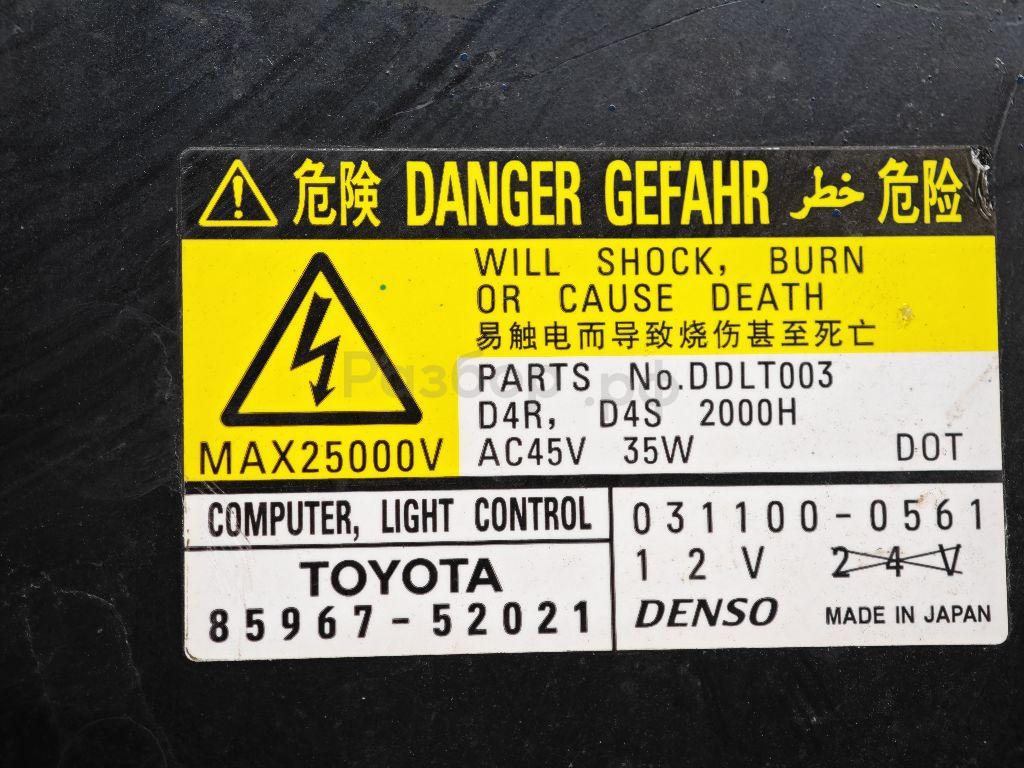 危険 DANGER GEFAHR خطر 危险
WILL SHOCK, BURN
OR CAUSE DEATH
易触电而导致烧伤甚至死亡
MAX25000V
PARTS No.DDLT003
D4R, D4S 2000H
AC45V 35W DOT
COMPUTER, LIGHT CONTROL
TOYOTA
85967-52021
031100-0561
12V 24V
DENSO MADE IN JAPAN
Разбор.рф